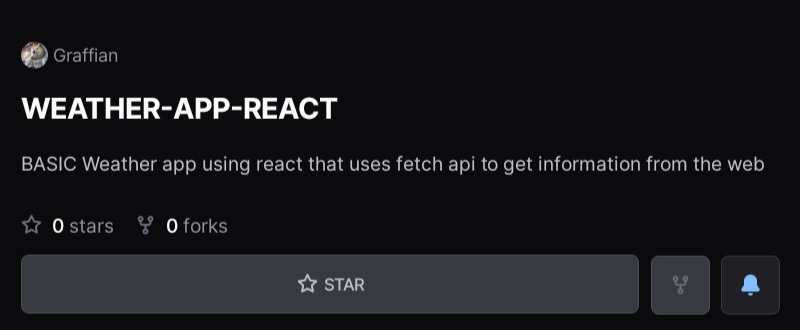 Graffian
WEATHER-APP-REACT
BASIC Weather app using react that uses fetch api to get information from the web
0 stars 0 forks
STAR